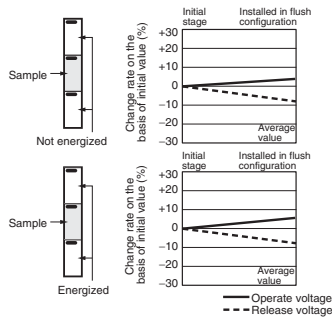 Sample
Not energized
Change rate on the
basis of initial value (%)
Initial
stage
Installed in flush
configuration
+30
+20
+10
0
−10
−20
−30
Average
value
Sample
Energized
Change rate on the
basis of initial value (%)
Initial
stage
Installed in flush
configuration
+30
+20
+10
0
−10
−20
−30
Average
value
Operate voltage
Release voltage